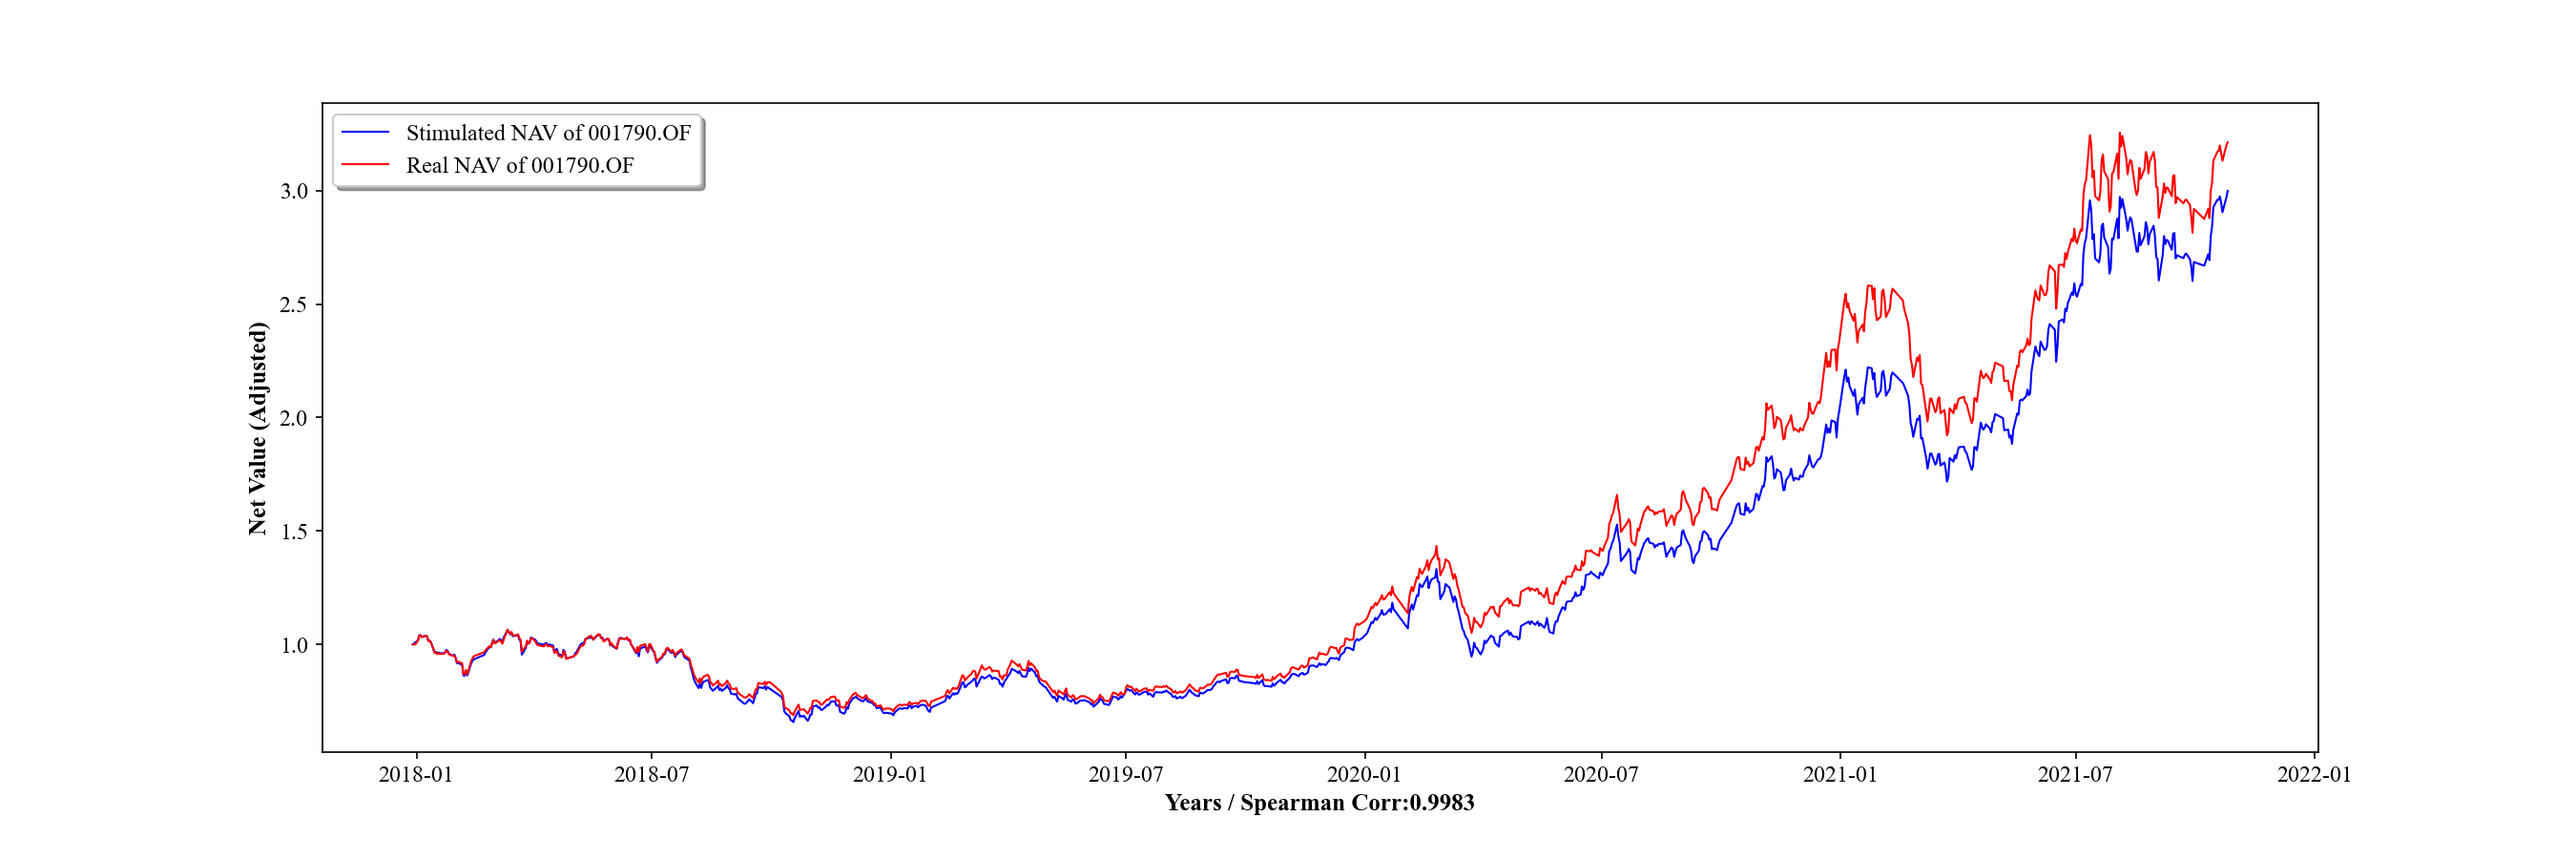 Stimulated NAV of 001790.OF
Real NAV of 001790.OF
Net Value (Adjusted)
3.0
2.5
2.0
1.5
1.0
2018-01 2018-07 2019-01 2019-07 2020-01 2020-07 2021-01 2021-07 2022-01
Years / Spearman Corr:0.9983